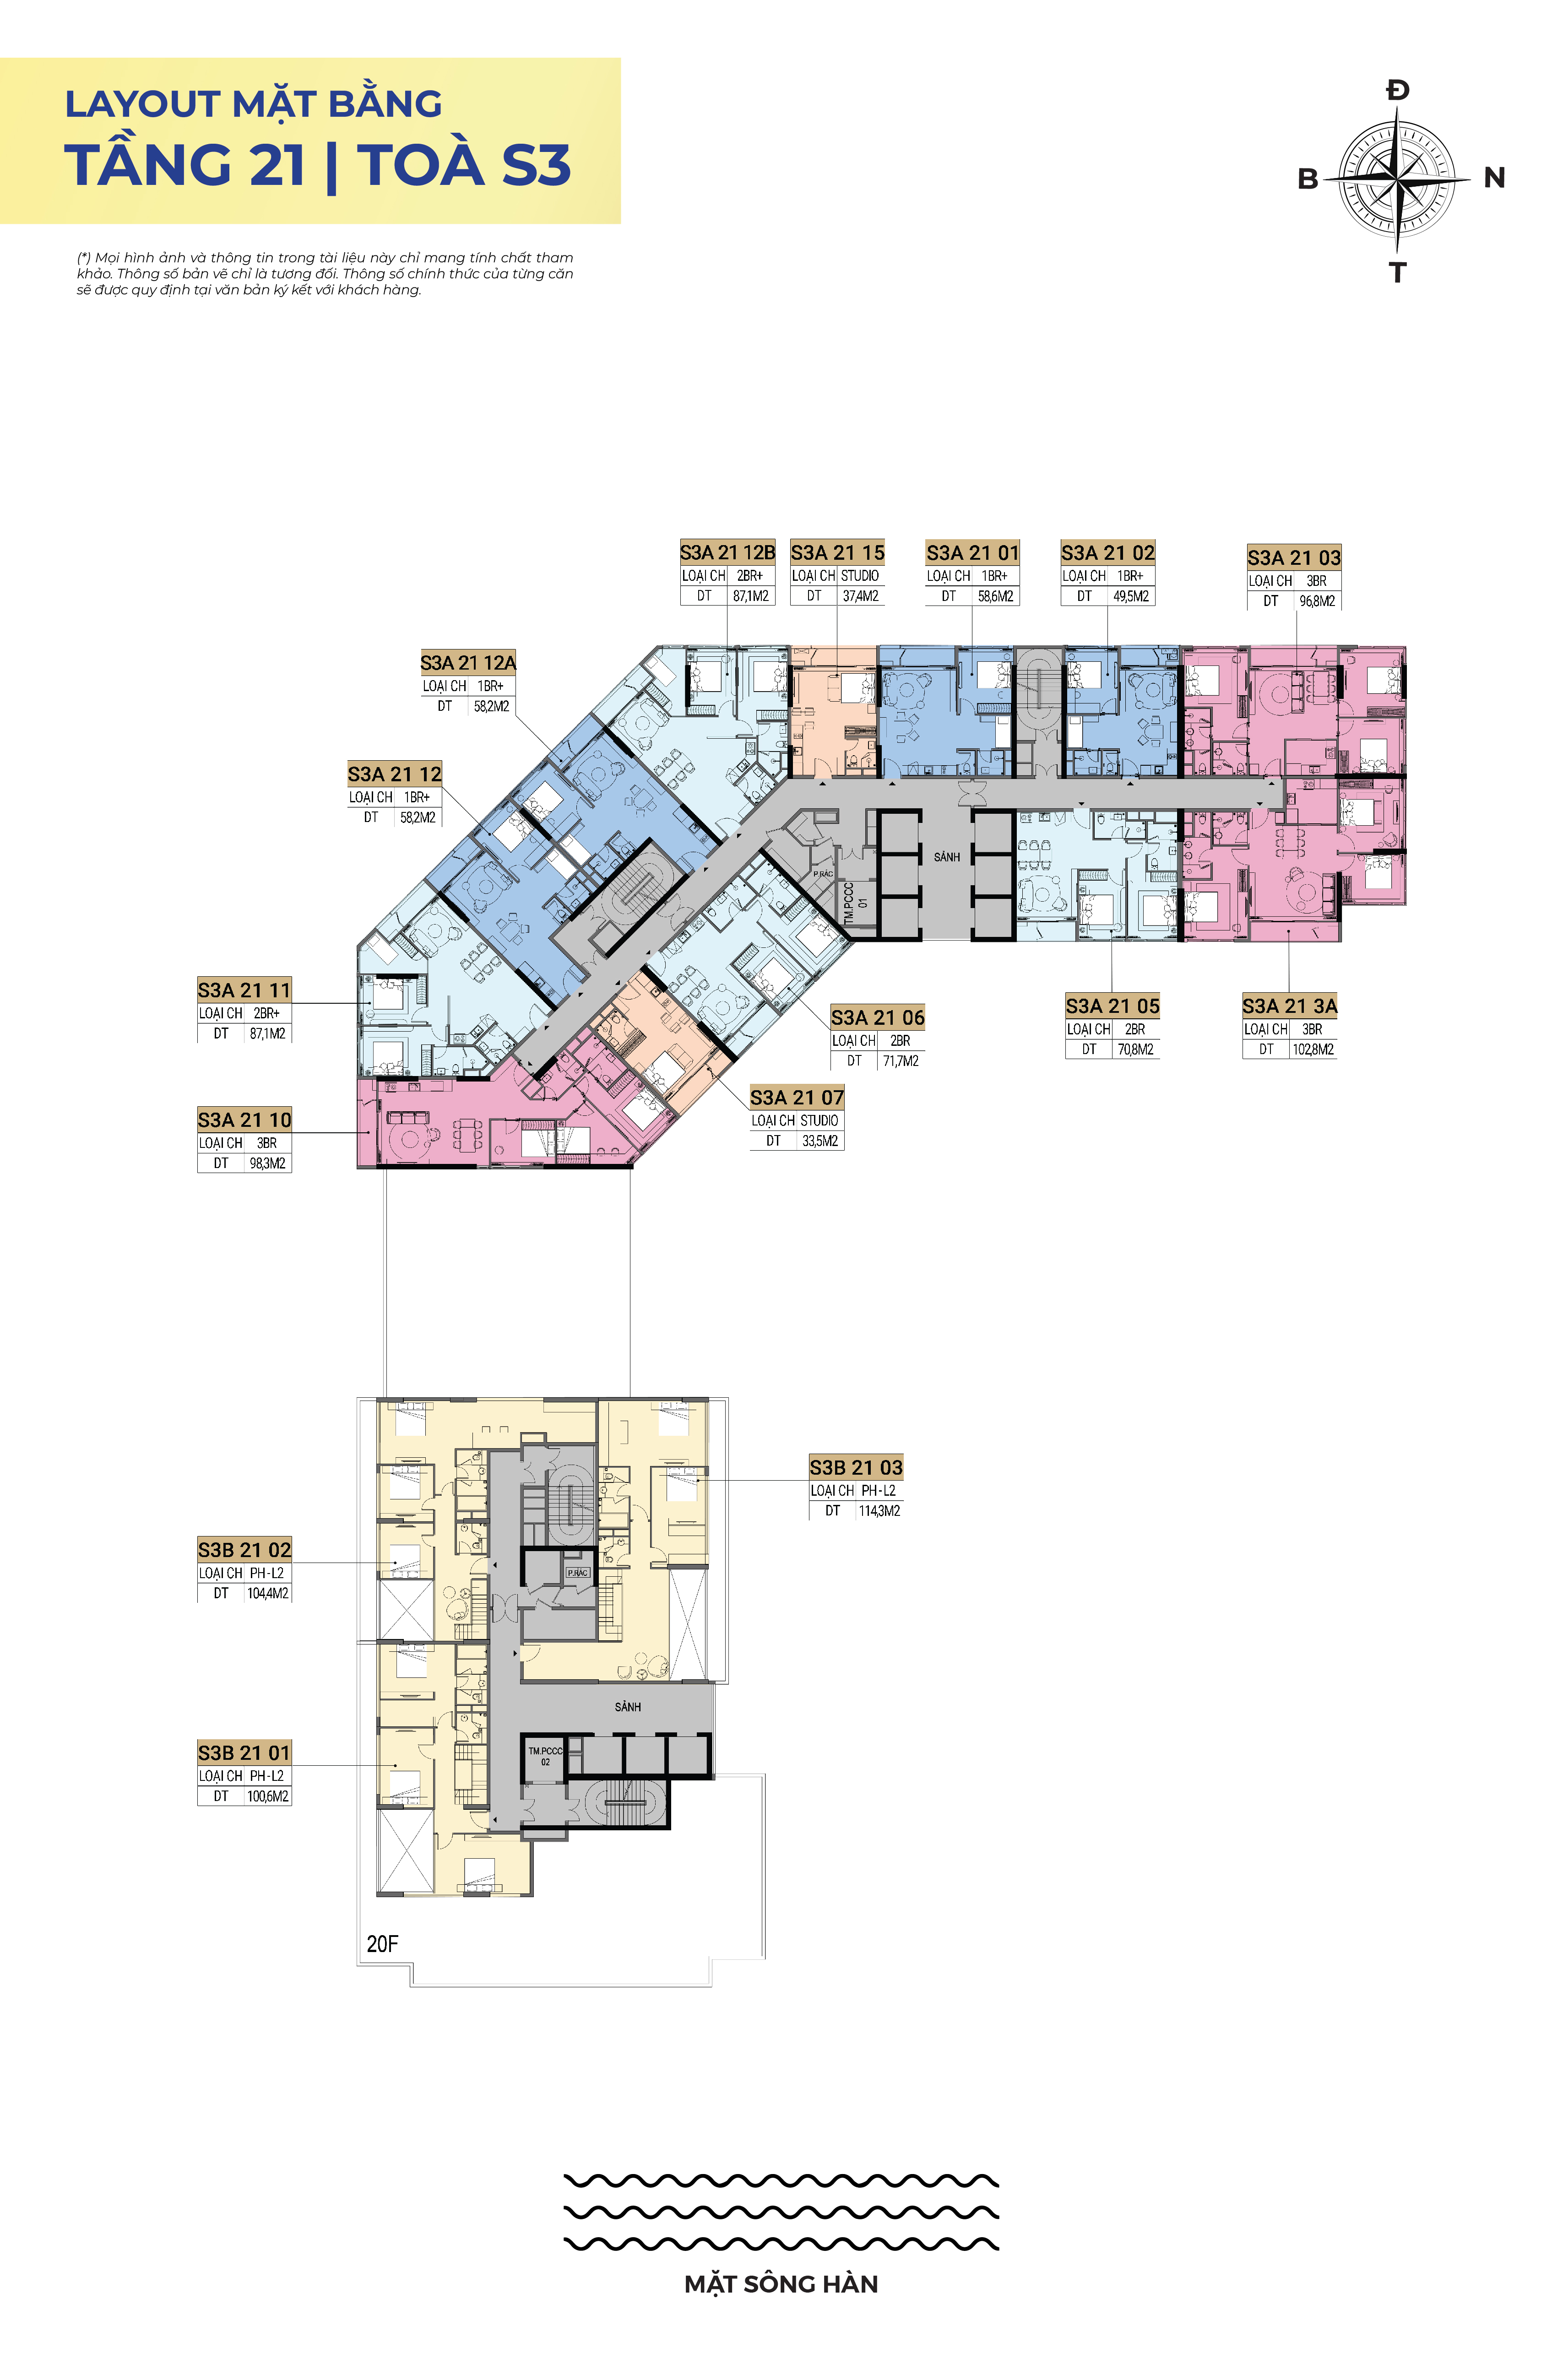 LAYOUT MẶT BẰNG
TẦNG 21 | TOÀ S3
(*) Mọi hình ảnh và thông tin trong tài liệu này chỉ mang tính chất tham
khảo. Thông số bản vẽ chỉ là tương đối. Thông số chính thức của từng căn
sẽ được quy định tại văn bản ký kết với khách hàng.
Đ
B
N
T
S3A 21 12B
LOẠI CH 2BR+
DT 87,1M2
S3A 21 15
LOẠI CH STUDIO
DT 37,4M2
S3A 21 01
LOẠI CH 1BR+
DT 58,6M2
S3A 21 02
LOẠI CH 1BR+
DT 49,5M2
S3A 21 03
LOẠI CH 3BR
DT 96,8M2
S3A 21 12A
LOẠI CH 1BR+
DT 58,2M2
S3A 21 12
LOẠI CH 1BR+
DT 58,2M2
SẢNH
P.RÁC
TM.PCCC
01
S3A 21 11
LOẠI CH 2BR+
DT 87,1M2
S3A 21 06
LOẠI CH 2BR
DT 71,7M2
S3A 21 05
LOẠI CH 2BR
DT 70,8M2
S3A 21 3A
LOẠI CH 3BR
DT 102,8M2
S3A 21 07
LOẠI CH STUDIO
DT 33,5M2
S3A 21 10
LOẠI CH 3BR
DT 98,3M2
S3B 21 03
LOẠI CH PH-L2
DT 114,3M2
S3B 21 02
LOẠI CH PH-L2
DT 104,4M2
P.RÁC
SẢNH
TM.PCCC
02
S3B 21 01
LOẠI CH PH-L2
DT 100,6M2
20F
MẶT SÔNG HÀN